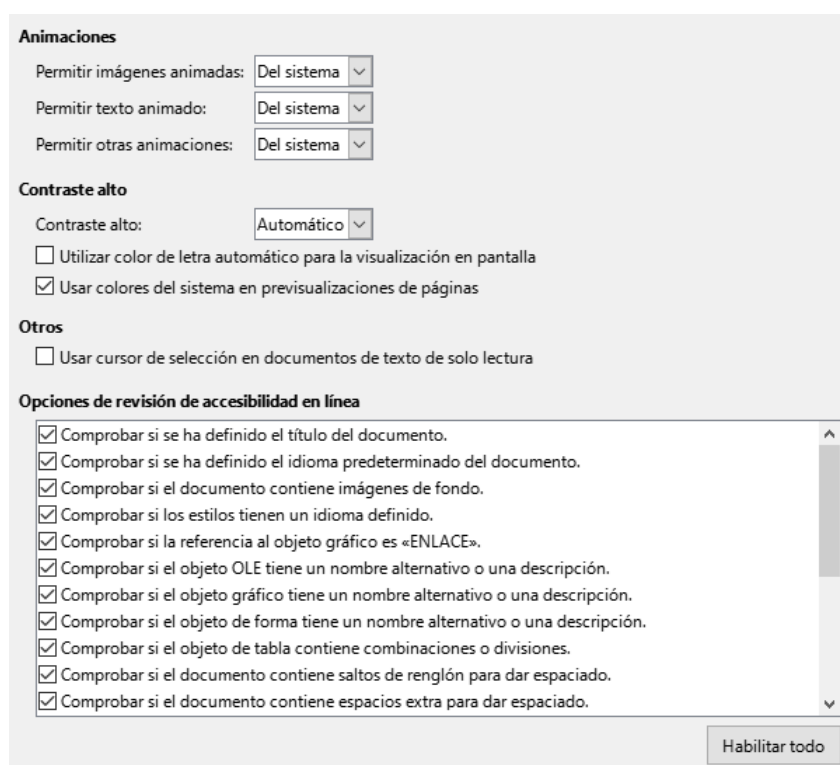 Animaciones
Permitir imágenes animadas: Del sistema
Permitir texto animado: Del sistema
Permitir otras animaciones: Del sistema
Contraste alto
Contraste alto: Automático
Utilizar color de letra automático para la visualización en pantalla
Usar colores del sistema en previsualizaciones de páginas
Otros
Usar cursor de selección en documentos de texto de solo lectura
Opciones de revisión de accesibilidad en línea
Comprobar si se ha definido el título del documento.
Comprobar si se ha definido el idioma predeterminado del documento.
Comprobar si el documento contiene imágenes de fondo.
Comprobar si los estilos tienen un idioma definido.
Comprobar si la referencia al objeto gráfico es «ENLACE».
Comprobar si el objeto OLE tiene un nombre alternativo o una descripción.
Comprobar si el objeto gráfico tiene un nombre alternativo o una descripción.
Comprobar si el objeto de forma tiene un nombre alternativo o una descripción.
Comprobar si el objeto de tabla contiene combinaciones o divisiones.
Comprobar si el documento contiene saltos de renglón para dar espaciado.
Comprobar si el documento contiene espacios extra para dar espaciado.
Habilitar todo